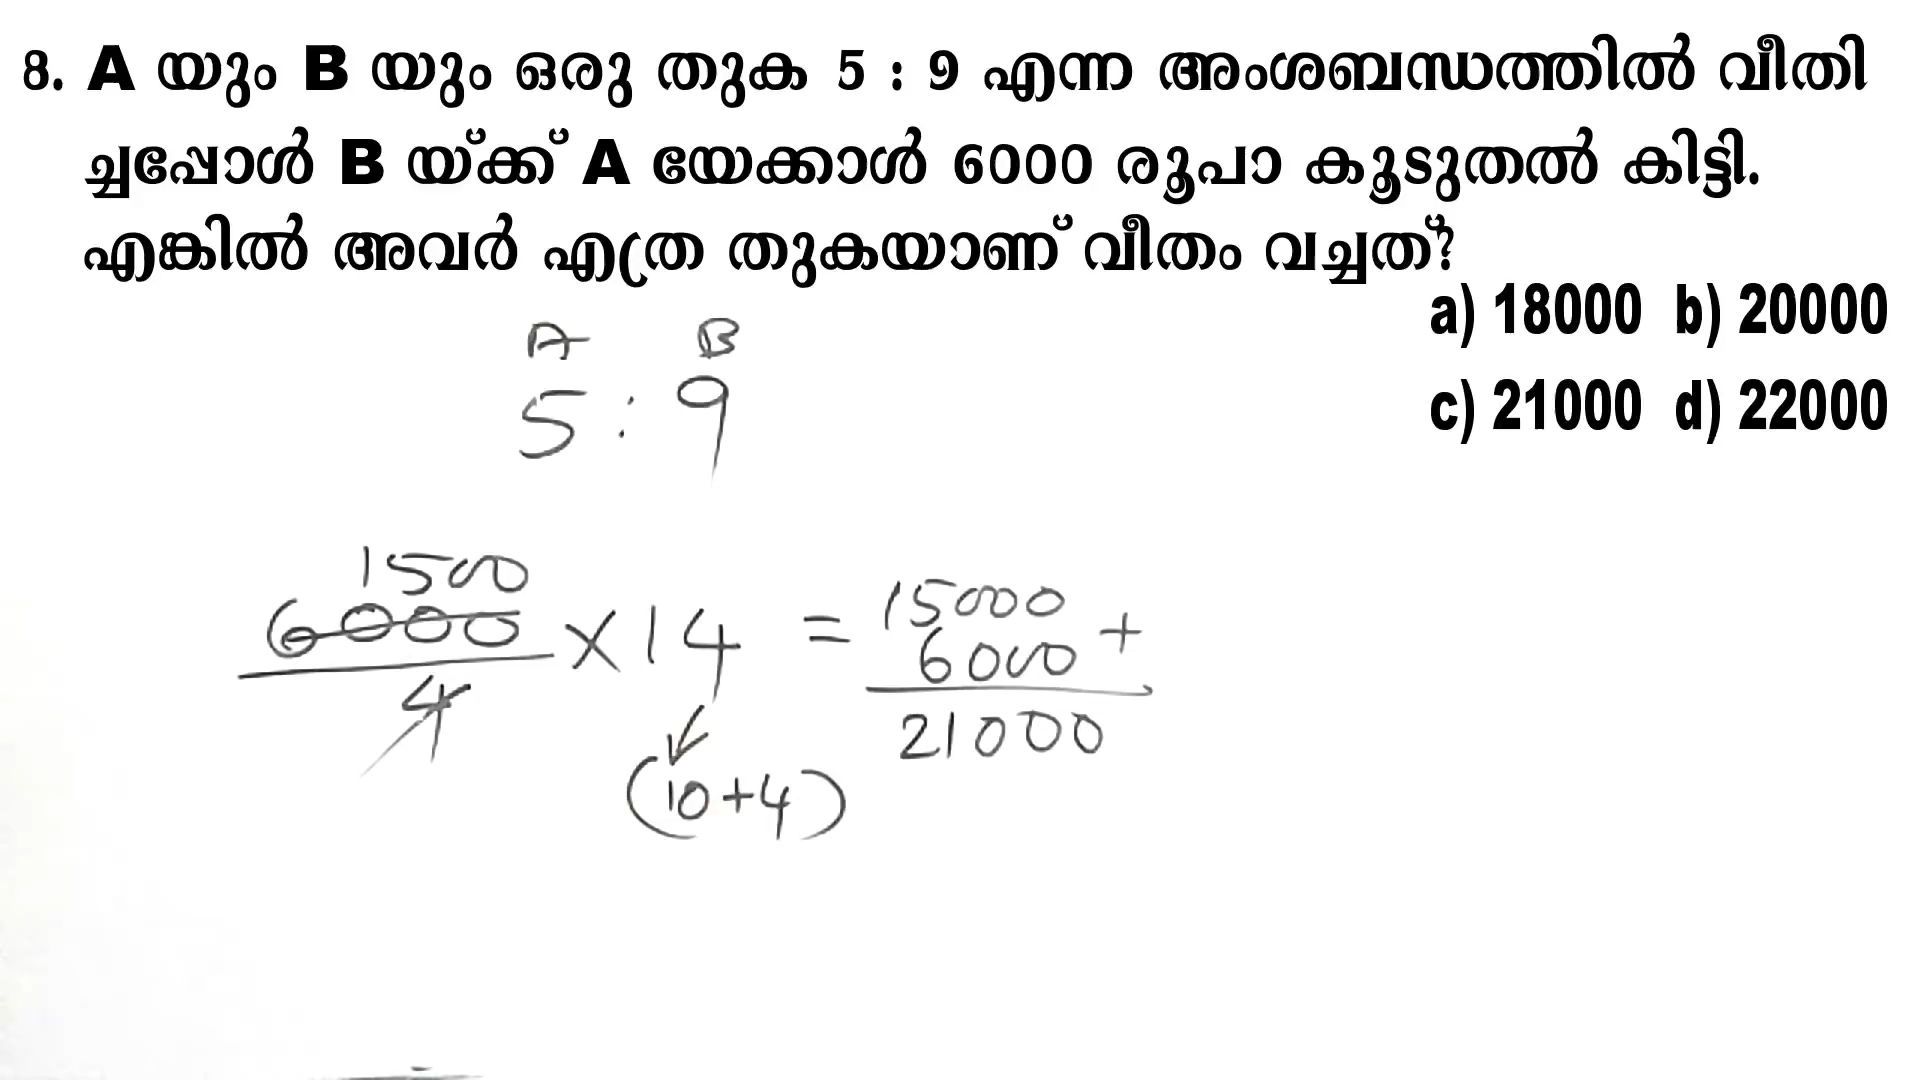 8. A യും B യും ഒരു തുക 5 : 9 എന്ന അംശബന്ധത്തിൽ വീതി
ച്ചപ്പോൾ B യ്ക്ക് A യേക്കാൾ 6000 രൂപാ കൂടുതൽ കിട്ടി.
എങ്കിൽ അവർ എത്ര തുകയാണ് വീതം വച്ചത്?
a) 18000 b) 20000
c) 21000 d) 22000
A B
5 : 9
1500
6000 × 14 = 15000 +
4
6000
21000
(10+4)